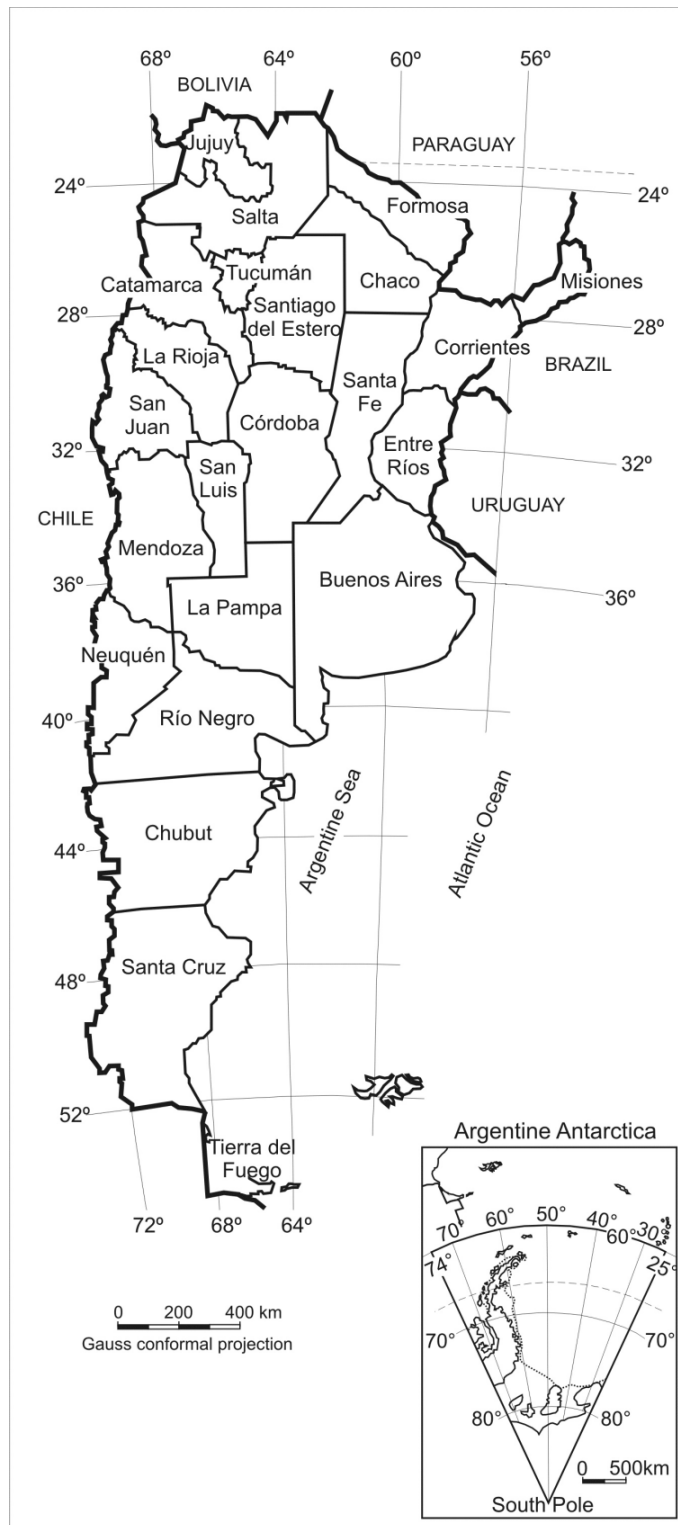 68º
64º
60º
56º
BOLIVIA
PARAGUAY
Jujuy
24º
24º
Salta
Formosa
Catamarca
Tucumán
Chaco
Misiones
Santiago
del Estero
28º
28º
La Rioja
Corrientes
BRAZIL
Santa
Fe
San
Juan
Córdoba
Entre
Ríos
32º
32º
San
Luis
CHILE
URUGUAY
Mendoza
Buenos Aires
36º
36º
La Pampa
Neuquén
Río Negro
40º
Argentine Sea
Atlantic Ocean
Chubut
44º
Santa Cruz
48º
52º
Tierra del
Fuego
72º
68º
64º
0 200 400 km
Gauss conformal projection
Argentine Antarctica
74°
70°
60°
50°
40°
60°
30°
25°
70°
70°
80°
80°
0 500km
South Pole